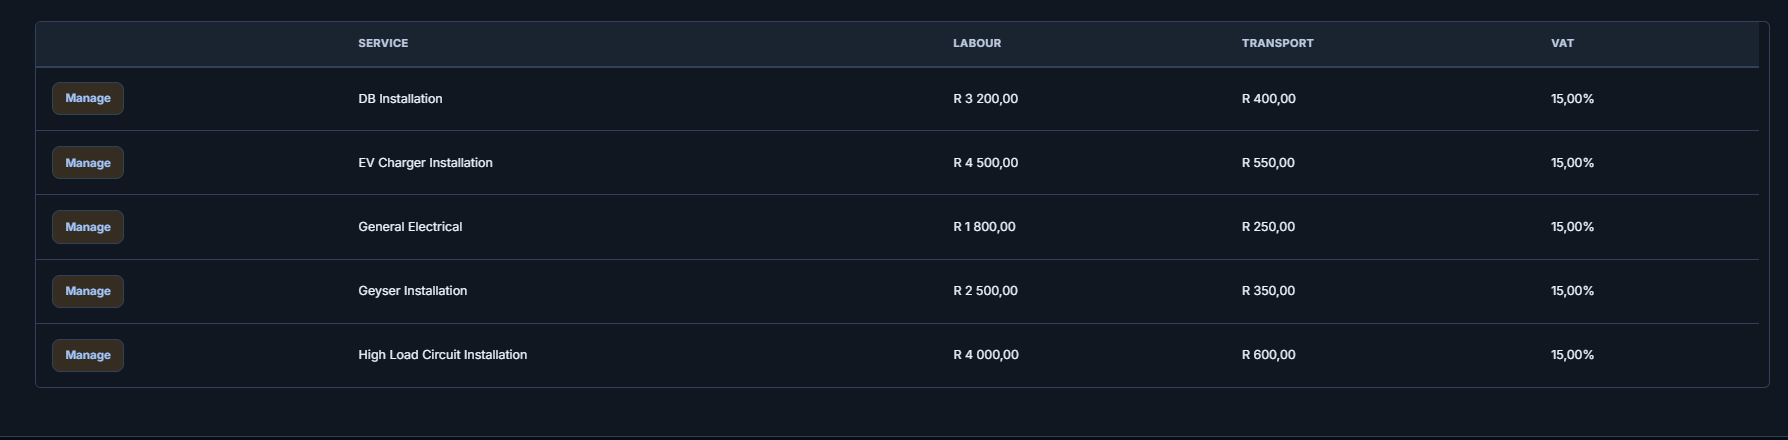 SERVICE LABOUR TRANSPORT VAT
Manage DB Installation R 3 200,00 R 400,00 15,00%
Manage EV Charger Installation R 4 500,00 R 550,00 15,00%
Manage General Electrical R 1 800,00 R 250,00 15,00%
Manage Geyser Installation R 2 500,00 R 350,00 15,00%
Manage High Load Circuit Installation R 4 000,00 R 600,00 15,00%